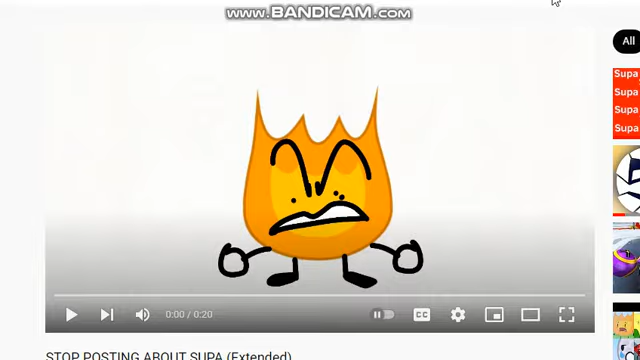 www.BANDICAM.com
All
Supa
Supa
Supa
Supa
0:00 / 0:20
CC
STOP POSTING ABOUT SUPA (Extended)